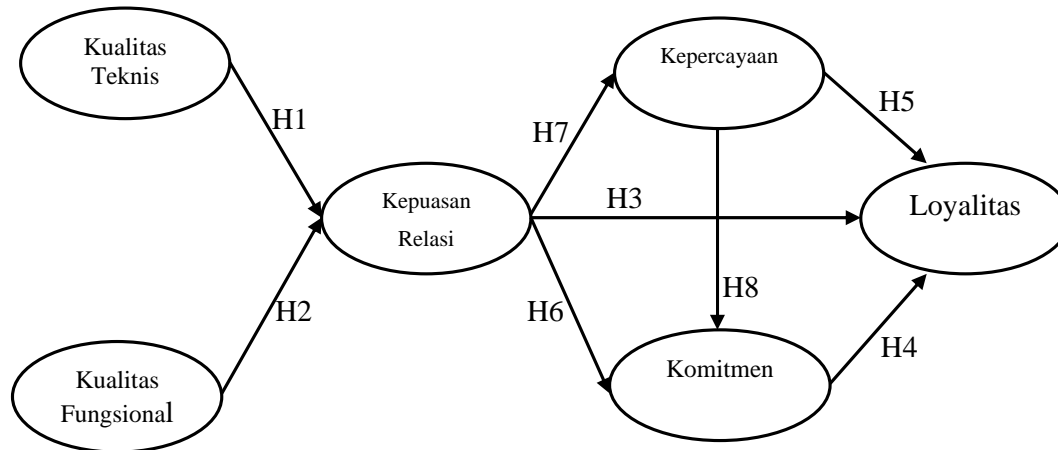 Kualitas
Teknis
Kepercayaan
H1
H7
H5
Kepuasan
Relasi
H3
Loyalitas
H2
H6
H8
H4
Kualitas
Fungsional
Komitmen